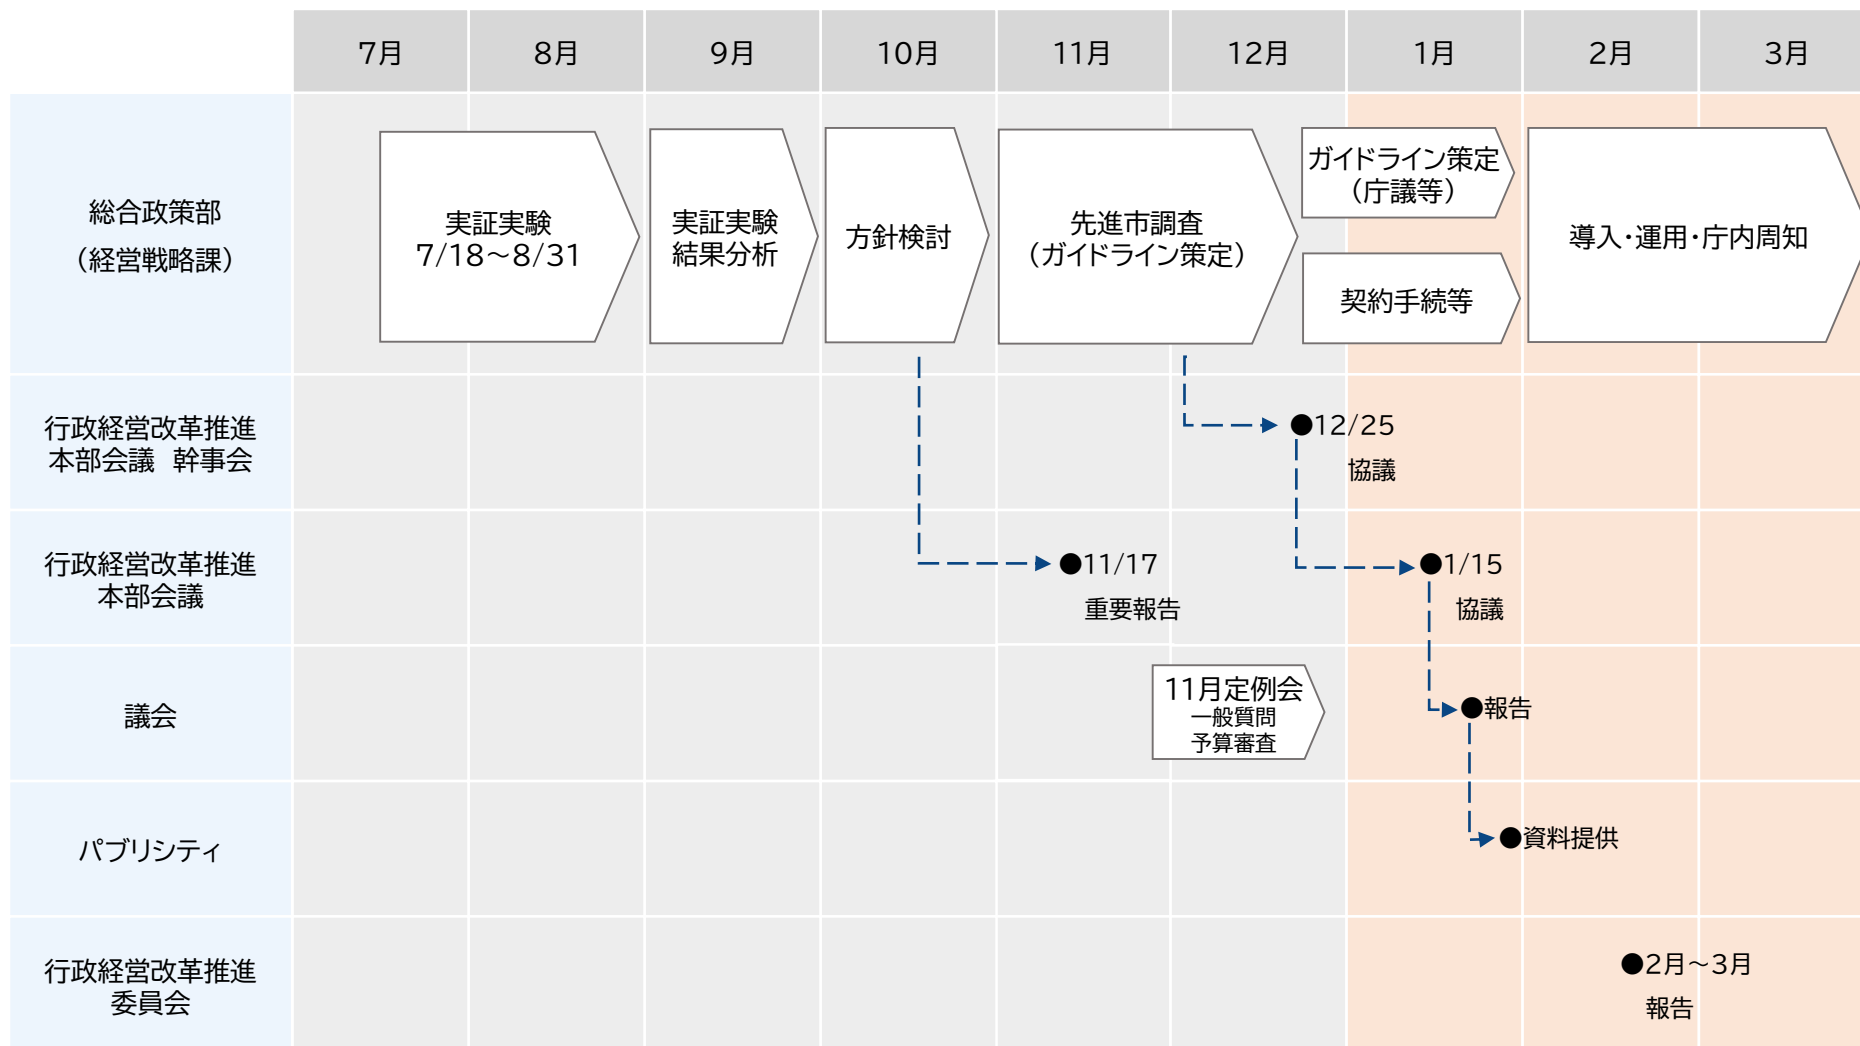 7月
8月
9月
10月
11月
12月
1月
2月
3月
総合政策部
（経営戦略課）
実証実験
7/18～8/31
実証実験
結果分析
方針検討
先進市調査
（ガイドライン策定）
ガイドライン策定
（庁議等）
契約手続等
導入・運用・庁内周知
行政経営改革推進
本部会議　幹事会
●12/25
協議
行政経営改革推進
本部会議
●11/17
重要報告
●1/15
協議
議会
11月定例会
一般質問
予算審査
●報告
パブリシティ
●資料提供
行政経営改革推進
委員会
●2月～3月
報告